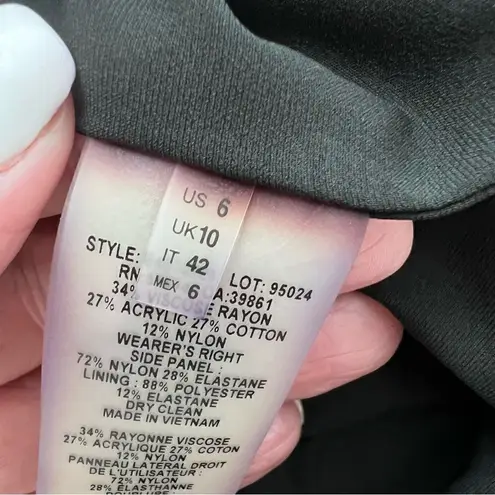 US 6
UK 10
IT 42
MEX 6
STYLE: LOT: 95024
RN A:39861
34% VISCOSE RAYON
27% ACRYLIC 27% COTTON
12% NYLON
WEARER'S RIGHT
SIDE PANEL :
72% NYLON 28% ELASTANE
LINING : 88% POLYESTER
12% ELASTANE
DRY CLEAN
MADE IN VIETNAM
34% RAYONNE VISCOSE
27% ACRYLIQUE 27% COTON
12% NYLON
PANNEAU LATERAL DROIT
DE L'UTILISATEUR :
72% NYLON
28% ELASTHANNE
DOUBLURE